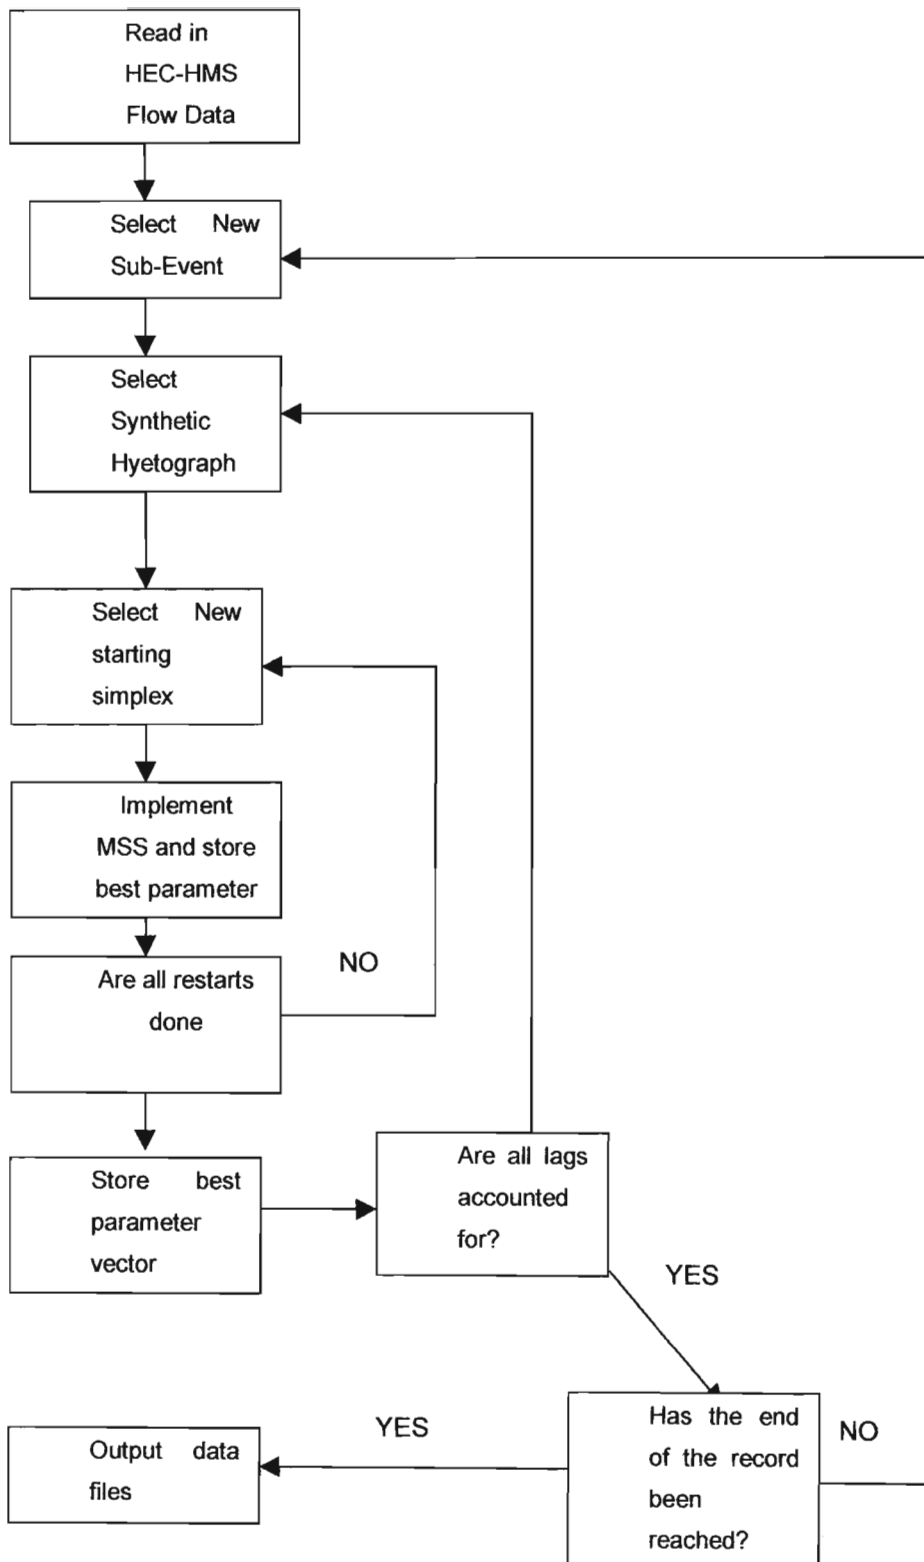 Read in
HEC-HMS
Flow Data
Select New
Sub-Event
Select
Synthetic
Hyetograph
Select New
starting
simplex
Implement
MSS and store
best parameter
Are all restarts
done
NO
Store best
parameter
vector
Are all lags
accounted
for?
YES
Has the end
of the record
been
reached?
NO
YES
Output data
files